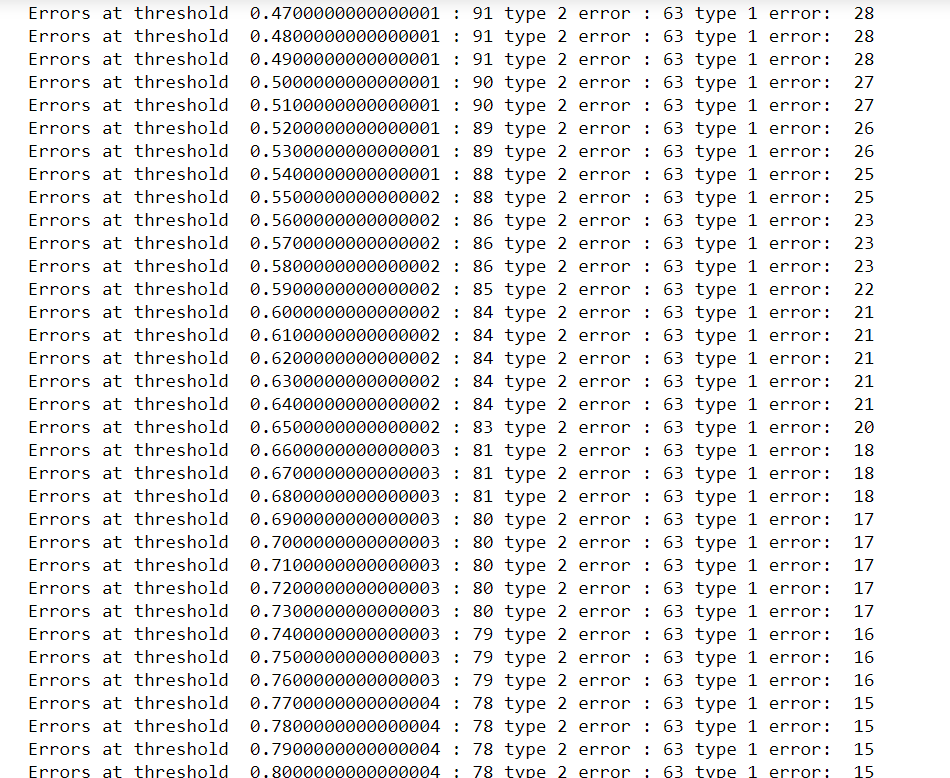 Errors at threshold  0.4700000000000001 : 91 type 2 error : 63 type 1 error:  28
Errors at threshold  0.4800000000000001 : 91 type 2 error : 63 type 1 error:  28
Errors at threshold  0.4900000000000001 : 91 type 2 error : 63 type 1 error:  28
Errors at threshold  0.5000000000000001 : 90 type 2 error : 63 type 1 error:  27
Errors at threshold  0.5100000000000001 : 90 type 2 error : 63 type 1 error:  27
Errors at threshold  0.5200000000000001 : 89 type 2 error : 63 type 1 error:  26
Errors at threshold  0.5300000000000001 : 89 type 2 error : 63 type 1 error:  26
Errors at threshold  0.5400000000000001 : 88 type 2 error : 63 type 1 error:  25
Errors at threshold  0.5500000000000002 : 88 type 2 error : 63 type 1 error:  25
Errors at threshold  0.5600000000000002 : 86 type 2 error : 63 type 1 error:  23
Errors at threshold  0.5700000000000002 : 86 type 2 error : 63 type 1 error:  23
Errors at threshold  0.5800000000000002 : 86 type 2 error : 63 type 1 error:  23
Errors at threshold  0.5900000000000002 : 85 type 2 error : 63 type 1 error:  22
Errors at threshold  0.6000000000000002 : 84 type 2 error : 63 type 1 error:  21
Errors at threshold  0.6100000000000002 : 84 type 2 error : 63 type 1 error:  21
Errors at threshold  0.6200000000000002 : 84 type 2 error : 63 type 1 error:  21
Errors at threshold  0.6300000000000002 : 84 type 2 error : 63 type 1 error:  21
Errors at threshold  0.6400000000000002 : 84 type 2 error : 63 type 1 error:  21
Errors at threshold  0.6500000000000002 : 83 type 2 error : 63 type 1 error:  20
Errors at threshold  0.6600000000000003 : 81 type 2 error : 63 type 1 error:  18
Errors at threshold  0.6700000000000003 : 81 type 2 error : 63 type 1 error:  18
Errors at threshold  0.6800000000000003 : 81 type 2 error : 63 type 1 error:  18
Errors at threshold  0.6900000000000003 : 80 type 2 error : 63 type 1 error:  17
Errors at threshold  0.7000000000000003 : 80 type 2 error : 63 type 1 error:  17
Errors at threshold  0.7100000000000003 : 80 type 2 error : 63 type 1 error:  17
Errors at threshold  0.7200000000000003 : 80 type 2 error : 63 type 1 error:  17
Errors at threshold  0.7300000000000003 : 80 type 2 error : 63 type 1 error:  17
Errors at threshold  0.7400000000000003 : 79 type 2 error : 63 type 1 error:  16
Errors at threshold  0.7500000000000003 : 79 type 2 error : 63 type 1 error:  16
Errors at threshold  0.7600000000000003 : 79 type 2 error : 63 type 1 error:  16
Errors at threshold  0.7700000000000004 : 78 type 2 error : 63 type 1 error:  15
Errors at threshold  0.7800000000000004 : 78 type 2 error : 63 type 1 error:  15
Errors at threshold  0.7900000000000004 : 78 type 2 error : 63 type 1 error:  15
Errors at threshold  0.8000000000000004 : 78 type 2 error : 63 type 1 error:  15